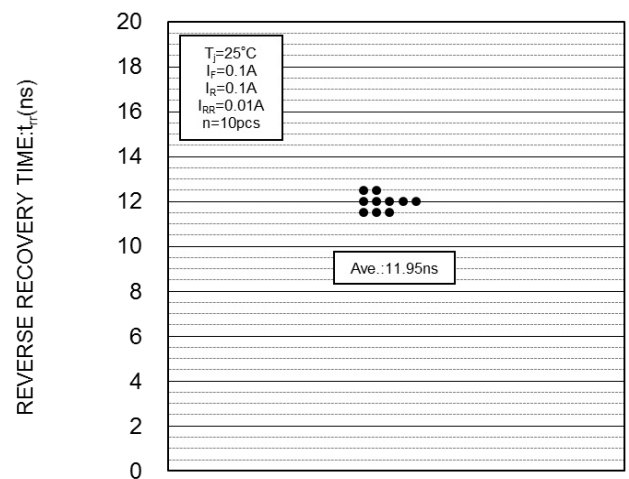 REVERSE RECOVERY TIME:trr(ns)
20
18
16
14
12
10
8
6
4
2
0
Tj=25°C
IF=0.1A
IR=0.1A
IRR=0.01A
n=10pcs
Ave.:11.95ns